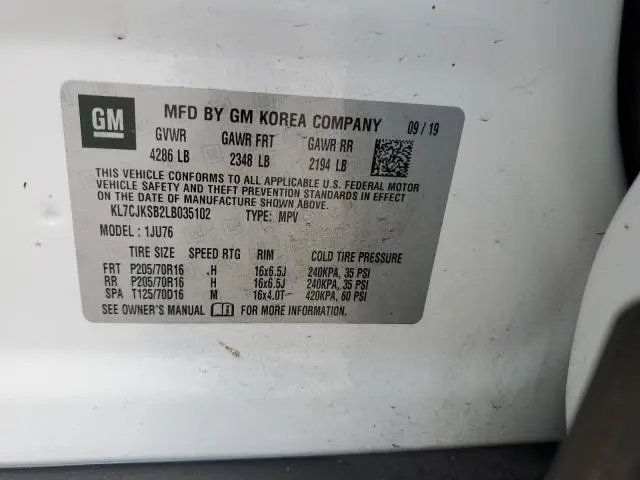 GM MFD BY GM KOREA COMPANY 09/19
GVWR GAWR FRT GAWR RR
4286 LB 2348 LB 2194 LB
THIS VEHICLE CONFORMS TO ALL APPLICABLE U.S. FEDERAL MOTOR
VEHICLE SAFETY AND THEFT PREVENTION STANDARDS IN EFFECT
ON THE DATE OF MANUFACTURE SHOWN ABOVE.
KL7CJKSB2LB035102 TYPE: MPV
MODEL: 1JU76
TIRE SIZE SPEED RTG RIM COLD TIRE PRESSURE
FRT P205/70R16 H 16x6.5J 240KPA, 35 PSI
RR P205/70R16 H 16x6.5J 240KPA, 35 PSI
SPA T125/70D16 M 16x4.0T 420KPA, 60 PSI
SEE OWNER'S MANUAL FOR MORE INFORMATION.